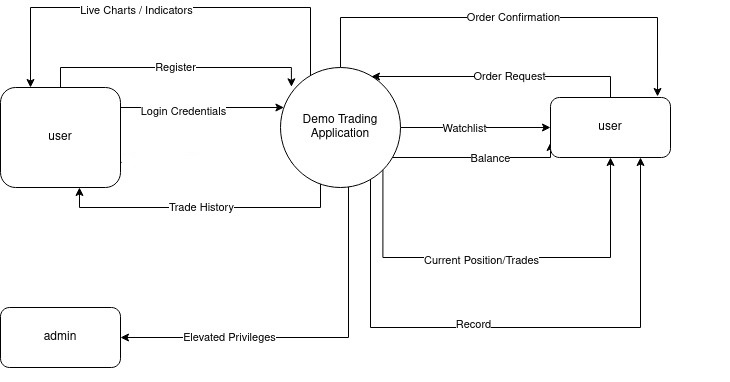 Live Charts / Indicators
Order Confirmation
Register
Order Request
Login Credentials
Demo Trading
Application
user
user
Watchlist
Balance
Trade History
Current Position/Trades
Record
admin
Elevated Privileges